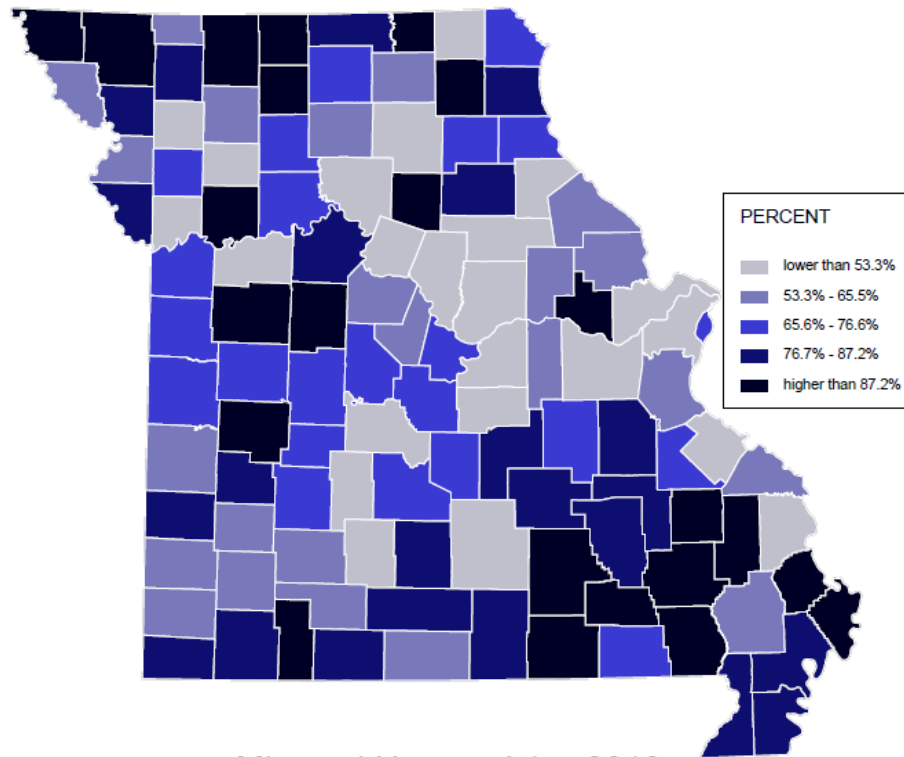 PERCENT
lower than 53.3%
53.3% - 65.5%
65.6% - 76.6%
76.7% - 87.2%
higher than 87.2%